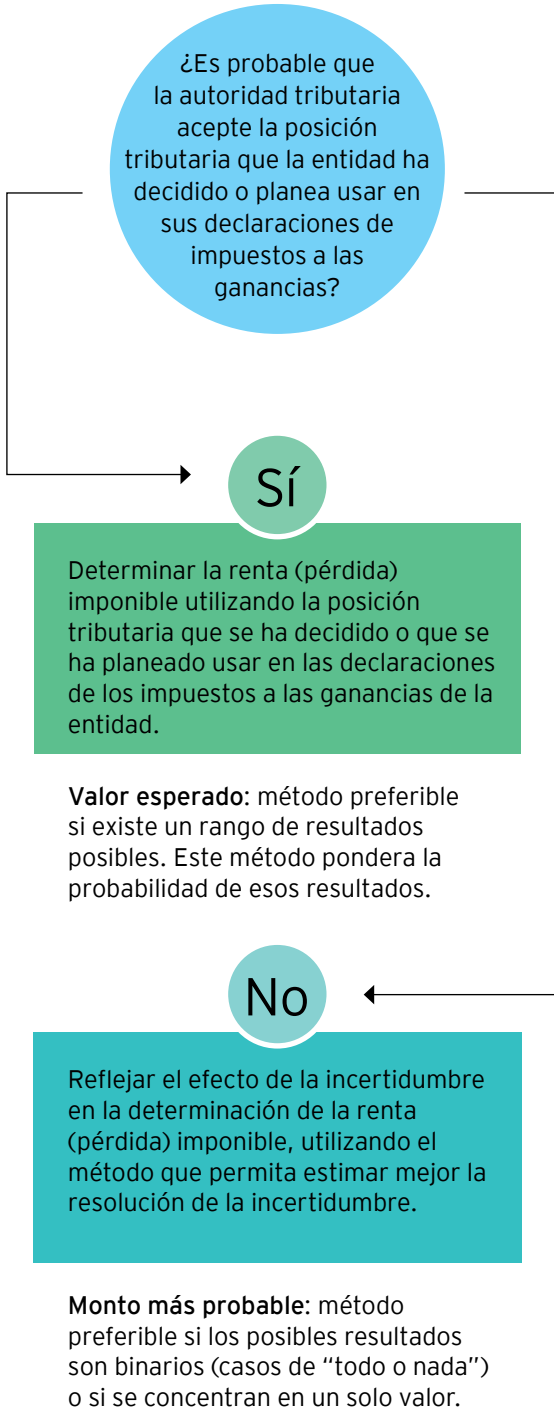 ¿Es probable que
la autoridad tributaria
acepte la posición
tributaria que la entidad ha
decidido o planea usar en
sus declaraciones de
impuestos a las
ganancias?
Sí
Determinar la renta (pérdida)
imponible utilizando la posición
tributaria que se ha decidido o que se
ha planeado usar en las declaraciones
de los impuestos a las ganancias de la
entidad.
Valor esperado: método preferible
si existe un rango de resultados
posibles. Este método pondera la
probabilidad de esos resultados.
No
Reflejar el efecto de la incertidumbre
en la determinación de la renta
(pérdida) imponible, utilizando el
método que permita estimar mejor la
resolución de la incertidumbre.
Monto más probable: método
preferible si los posibles resultados
son binarios (casos de “todo o nada”)
o si se concentran en un solo valor.